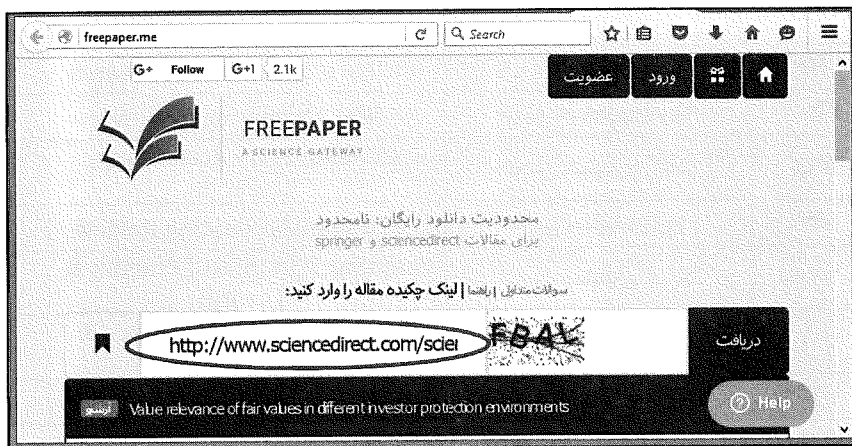 freepaper.me
Search
G+ Follow G+1 2.1k
عضویت
ورود
FREEPAPER
A SCIENCE GATEWAY
محدودیت دانلود رایگان: نامحدود
برای مقالات sciencedirect و springer
سوالات متداول | راهنما | لینک چکیده مقاله را وارد کنید:
http://www.sciencedirect.com/scie
FBAL
دریافت
آرشیو Value relevance of fair values in different investor protection environments
Help